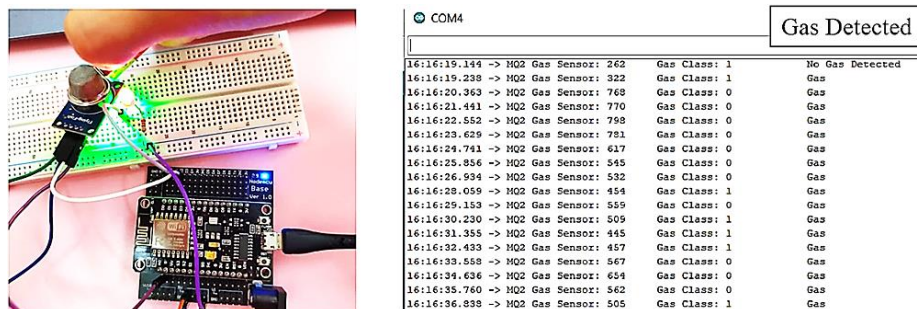 COM4
Gas Detected
16:16:19.144 -> MQ2 Gas Sensor: 262 Gas Class: 1 No Gas Detected
16:16:19.238 -> MQ2 Gas Sensor: 322 Gas Class: 1 Gas
16:16:20.363 -> MQ2 Gas Sensor: 768 Gas Class: 0 Gas
16:16:21.441 -> MQ2 Gas Sensor: 770 Gas Class: 0 Gas
16:16:22.552 -> MQ2 Gas Sensor: 798 Gas Class: 0 Gas
16:16:23.629 -> MQ2 Gas Sensor: 781 Gas Class: 0 Gas
16:16:24.741 -> MQ2 Gas Sensor: 617 Gas Class: 0 Gas
16:16:25.856 -> MQ2 Gas Sensor: 545 Gas Class: 0 Gas
16:16:26.934 -> MQ2 Gas Sensor: 532 Gas Class: 0 Gas
16:16:28.059 -> MQ2 Gas Sensor: 454 Gas Class: 1 Gas
16:16:29.153 -> MQ2 Gas Sensor: 559 Gas Class: 0 Gas
16:16:30.230 -> MQ2 Gas Sensor: 509 Gas Class: 1 Gas
16:16:31.355 -> MQ2 Gas Sensor: 445 Gas Class: 1 Gas
16:16:32.433 -> MQ2 Gas Sensor: 457 Gas Class: 1 Gas
16:16:33.558 -> MQ2 Gas Sensor: 567 Gas Class: 0 Gas
16:16:34.636 -> MQ2 Gas Sensor: 654 Gas Class: 0 Gas
16:16:35.760 -> MQ2 Gas Sensor: 562 Gas Class: 0 Gas
16:16:36.838 -> MQ2 Gas Sensor: 505 Gas Class: 1 Gas
Base
Ver 1.0
WiFi